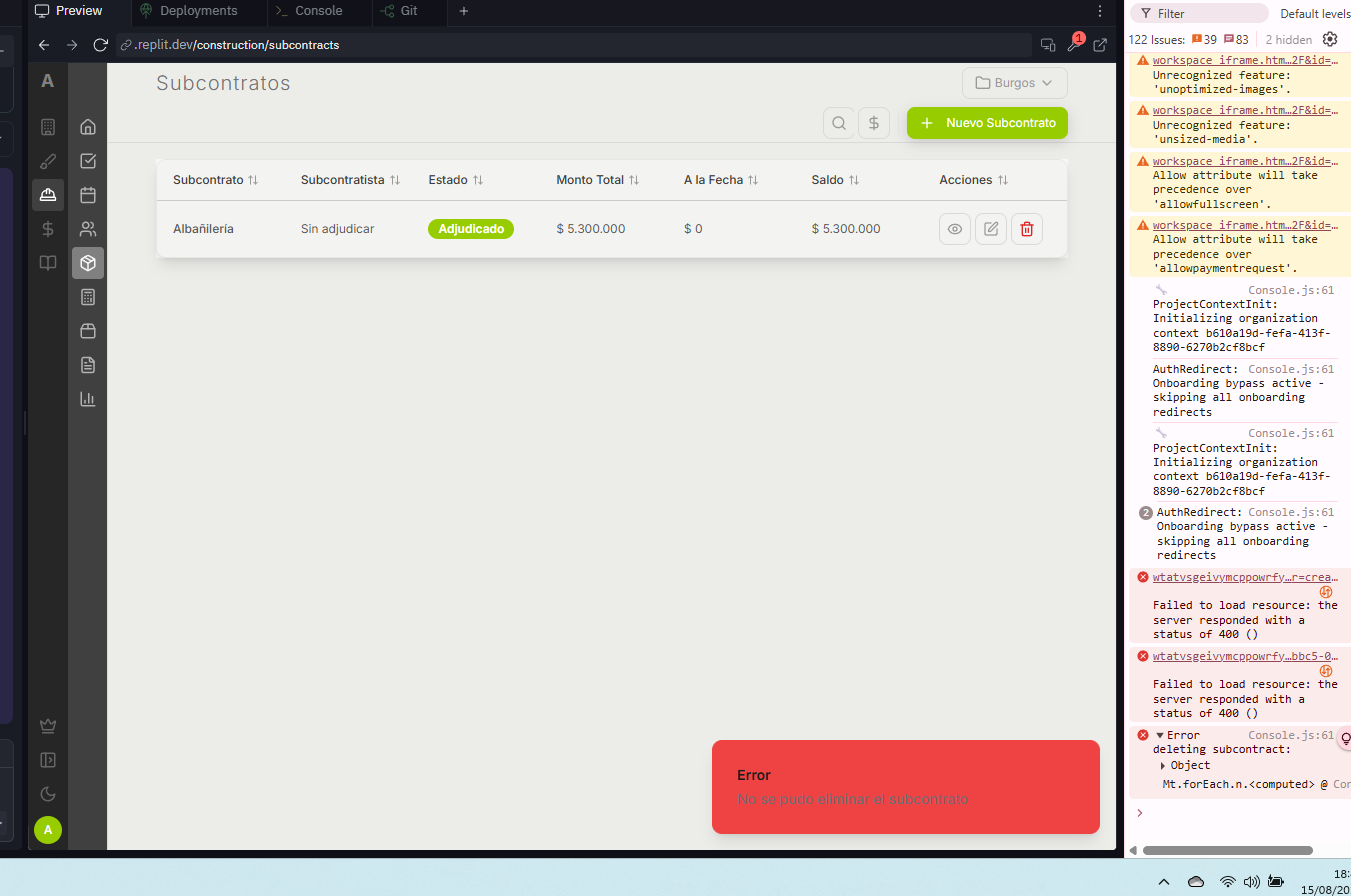 Preview
Deployments
Console
Git
.replit.dev/construction/subcontracts
1
A
Subcontratos
Burgos
$
Nuevo Subcontrato
Subcontrato
Subcontratista
Estado
Monto Total
A la Fecha
Saldo
Acciones
Albañilería
Sin adjudicar
Adjudicado
$ 5.300.000
$ 0
$ 5.300.000
A
Error
No se pudo eliminar el subcontrato
Filter
Default levels
122 Issues:
39
83
2 hidden
workspace_iframe.htm…2F&id=…
Unrecognized feature:
'unoptimized-images'.
workspace_iframe.htm…2F&id=…
Unrecognized feature:
'unsized-media'.
workspace_iframe.htm…2F&id=…
Allow attribute will take
precedence over
'allowfullscreen'.
workspace_iframe.htm…2F&id=…
Allow attribute will take
precedence over
'allowpaymentrequest'.
Console.js:61
ProjectContextInit:
Initializing organization
context b610a19d-fefa-413f-
8890-6270b2cf8bcf
AuthRedirect: Console.js:61
Onboarding bypass active -
skipping all onboarding
redirects
Console.js:61
ProjectContextInit:
Initializing organization
context b610a19d-fefa-413f-
8890-6270b2cf8bcf
2 AuthRedirect: Console.js:61
Onboarding bypass active -
skipping all onboarding
redirects
wtatvsgeivymcppowrfy…r=crea…
Failed to load resource: the
server responded with a
status of 400 ()
wtatvsgeivymcppowrfy…bbc5-0…
Failed to load resource: the
server responded with a
status of 400 ()
Error Console.js:61
deleting subcontract:
Object
Mt.forEach.n.<computed> @ Con
18:
15/08/20